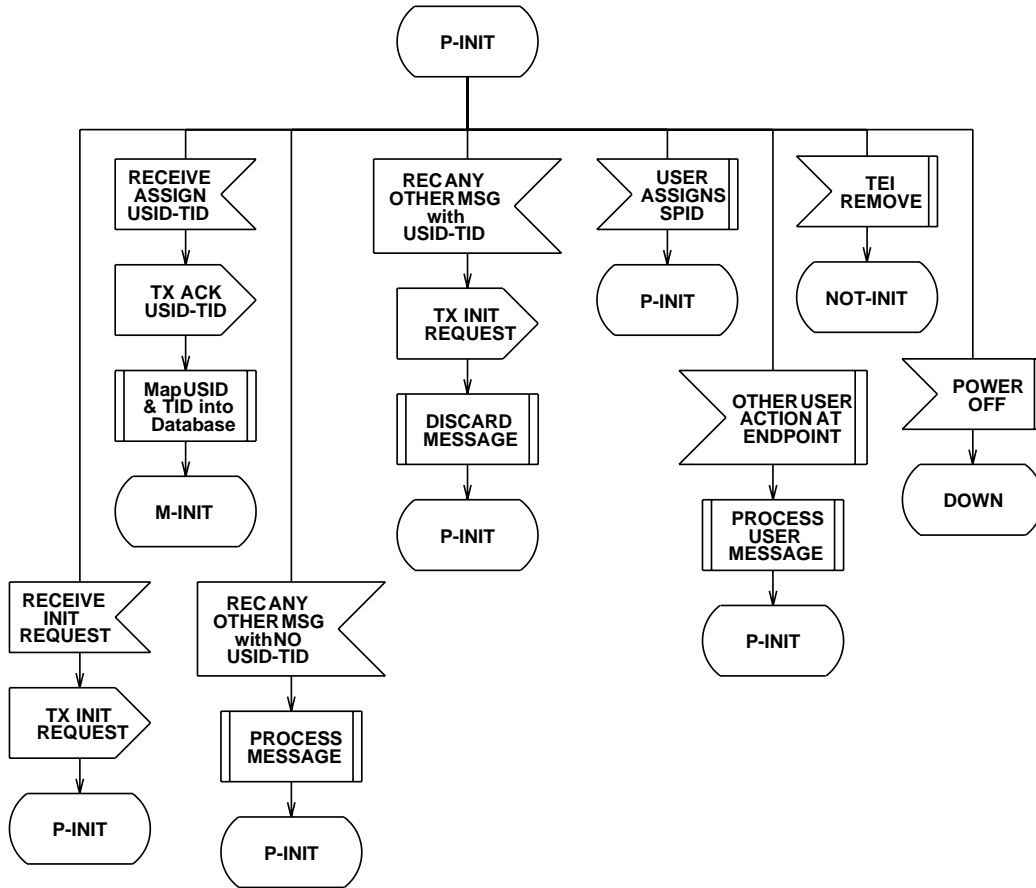 P-INIT
RECEIVE
ASSIGN
USID-TID
TX ACK
USID-TID
Map USID
& TID into
Database
M-INIT
REC ANY
OTHER MSG
with
USID-TID
TX INIT
REQUEST
DISCARD
MESSAGE
P-INIT
USER
ASSIGNS
SPID
P-INIT
TEI
REMOVE
NOT-INIT
OTHER USER
ACTION AT
ENDPOINT
PROCESS
USER
MESSAGE
P-INIT
POWER
OFF
DOWN
RECEIVE
INIT
REQUEST
TX INIT
REQUEST
P-INIT
REC ANY
OTHER MSG
with NO
USID-TID
PROCESS
MESSAGE
P-INIT